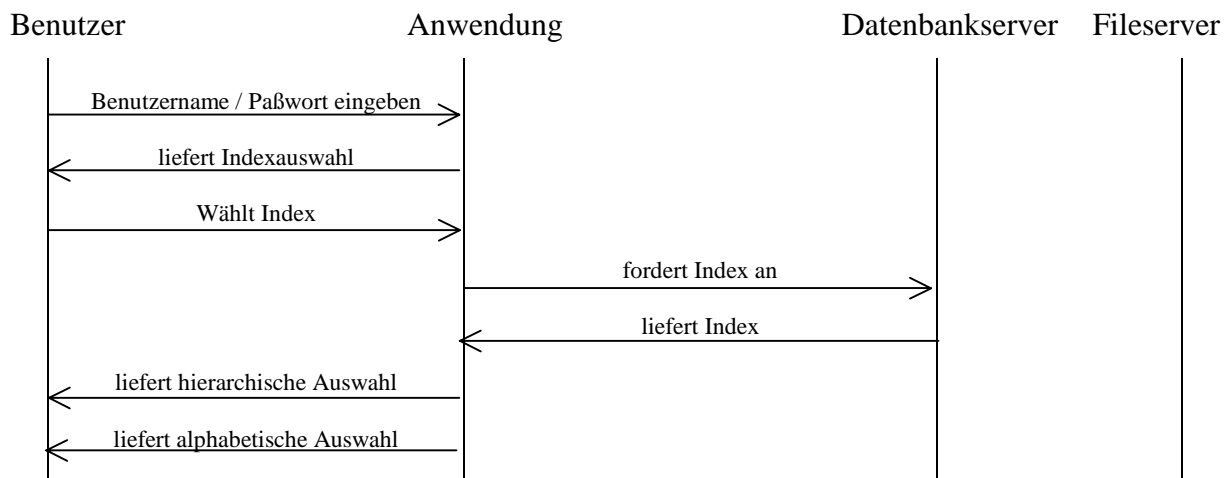 Benutzer Anwendung Datenbankserver Fileserver
Benutzername / Paßwort eingeben
liefert Indexauswahl
Wählt Index
fordert Index an
liefert Index
liefert hierarchische Auswahl
liefert alphabetische Auswahl